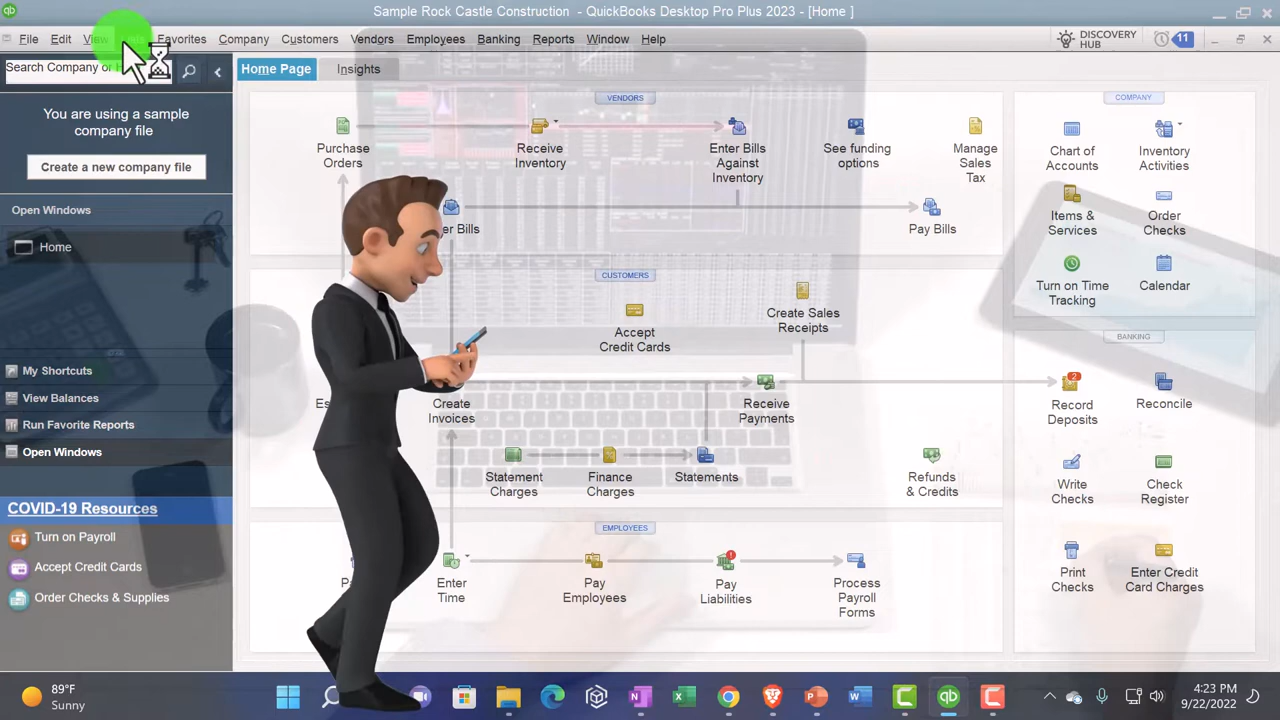 Sample Rock Castle Construction - QuickBooks Desktop Pro Plus 2023 - [Home ]
File Edit View Favorites Company Customers Vendors Employees Banking Reports Window Help
DISCOVERY
HUB
11
Search Company or
Home Page
Insights
You are using a sample
company file
Create a new company file
Open Windows
Home
My Shortcuts
View Balances
Run Favorite Reports
Open Windows
COVID-19 Resources
Turn on Payroll
Accept Credit Cards
Order Checks & Supplies
VENDORS
Purchase
Orders
Receive
Inventory
Enter Bills
Against
Inventory
See funding
options
Manage
Sales
Tax
Bills
Pay Bills
CUSTOMERS
Accept
Credit Cards
Create Sales
Receipts
Create
Invoices
Receive
Payments
Statement
Charges
Finance
Charges
Statements
Refunds
& Credits
EMPLOYEES
Enter
Time
Pay
Employees
Pay
Liabilities
Process
Payroll
Forms
COMPANY
Chart of
Accounts
Inventory
Activities
Items &
Services
Order
Checks
Turn on Time
Tracking
Calendar
BANKING
2
Record
Deposits
Reconcile
Write
Checks
Check
Register
Print
Checks
Enter Credit
Card Charges
89°F
Sunny
4:23 PM
9/22/2022